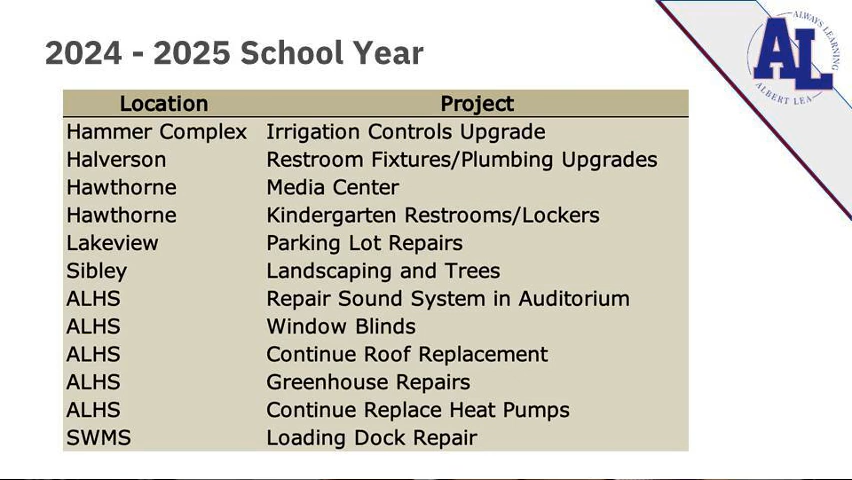 2024 - 2025 School Year
ALWAYS LEARNING
AL
ALBERT LEA
Location Project
Hammer Complex Irrigation Controls Upgrade
Halverson Restroom Fixtures/Plumbing Upgrades
Hawthorne Media Center
Hawthorne Kindergarten Restrooms/Lockers
Lakeview Parking Lot Repairs
Sibley Landscaping and Trees
ALHS Repair Sound System in Auditorium
ALHS Window Blinds
ALHS Continue Roof Replacement
ALHS Greenhouse Repairs
ALHS Continue Replace Heat Pumps
SWMS Loading Dock Repair